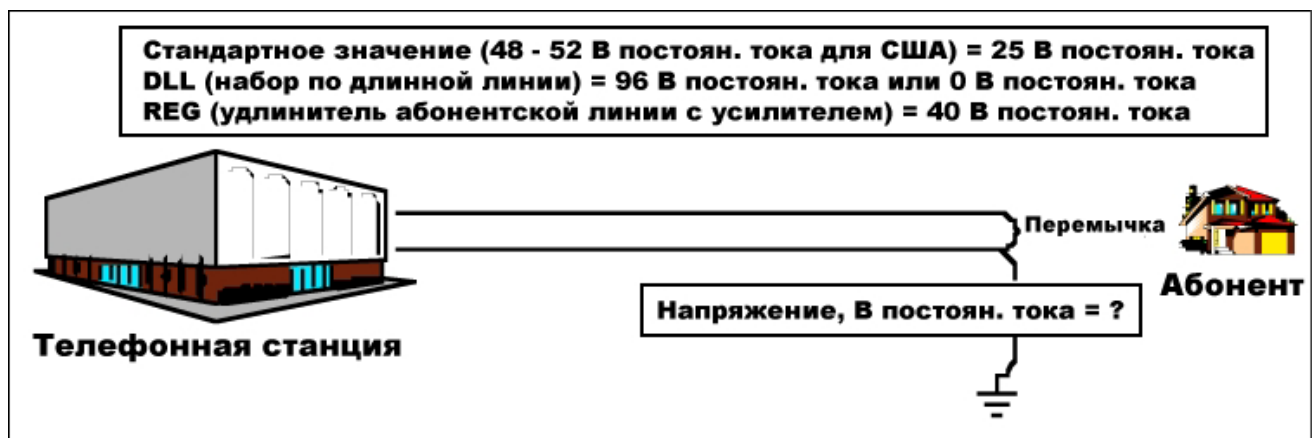 Стандартное значение (48 - 52 В постоян. тока для США) = 25 В постоян. тока
DLL (набор по длинной линии) = 96 В постоян. тока или 0 В постоян. тока
REG (удлинитель абонентской линии с усилителем) = 40 В постоян. тока
Перемычка
Абонент
Напряжение, В постоян. тока = ?
Телефонная станция